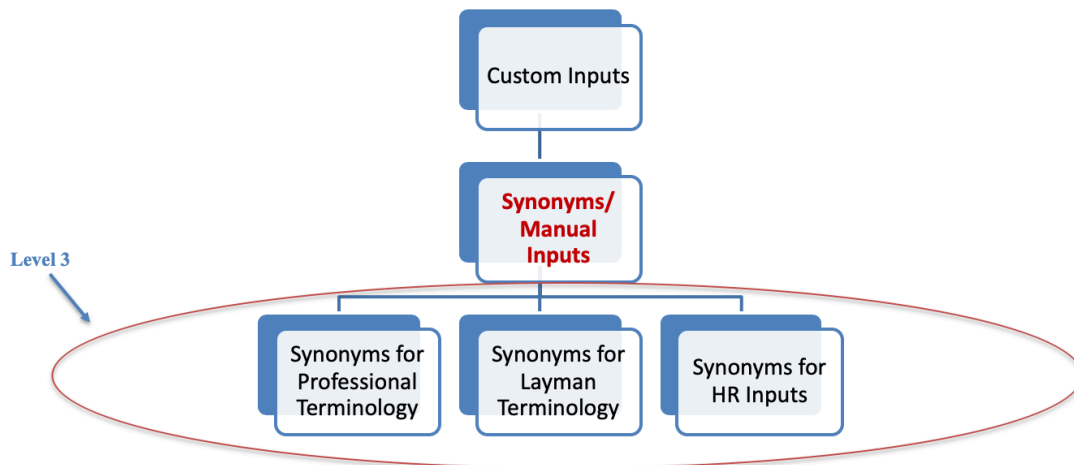 Custom Inputs
Synonyms/
Manual
Inputs
Level 3
Synonyms for
Professional
Terminology
Synonyms for
Layman
Terminology
Synonyms for
HR Inputs